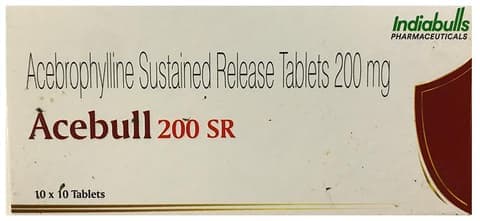 Indiabulls
PHARMACEUTICALS
Acebrophylline Sustained Release Tablets 200 mg
Acebull 200 SR
10 x 10 Tablets